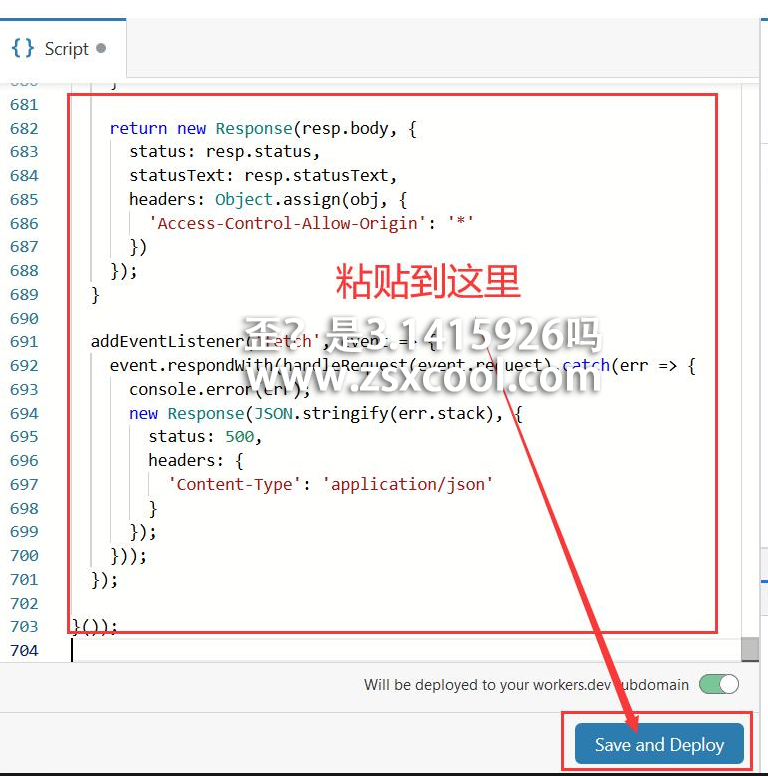 {} Script
680 }
681
682 return new Response(resp.body, {
683 status: resp.status,
684 statusText: resp.statusText,
685 headers: Object.assign(obj, {
686 'Access-Control-Allow-Origin': '*'
687 })
688 });
689 }
粘贴到这里
690
歪？是3.1415926吗
691 addEventListener('fetch', event => {
692 event.respondWith(handleRequest(event.request).catch(err => {
www.zsxcool.com
693 console.error(err);
694 new Response(JSON.stringify(err.stack), {
695 status: 500,
696 headers: {
697 'Content-Type': 'application/json'
698 }
699 });
700 }));
701 });
702
703 }());
704
Will be deployed to your workers.dev subdomain
Save and Deploy